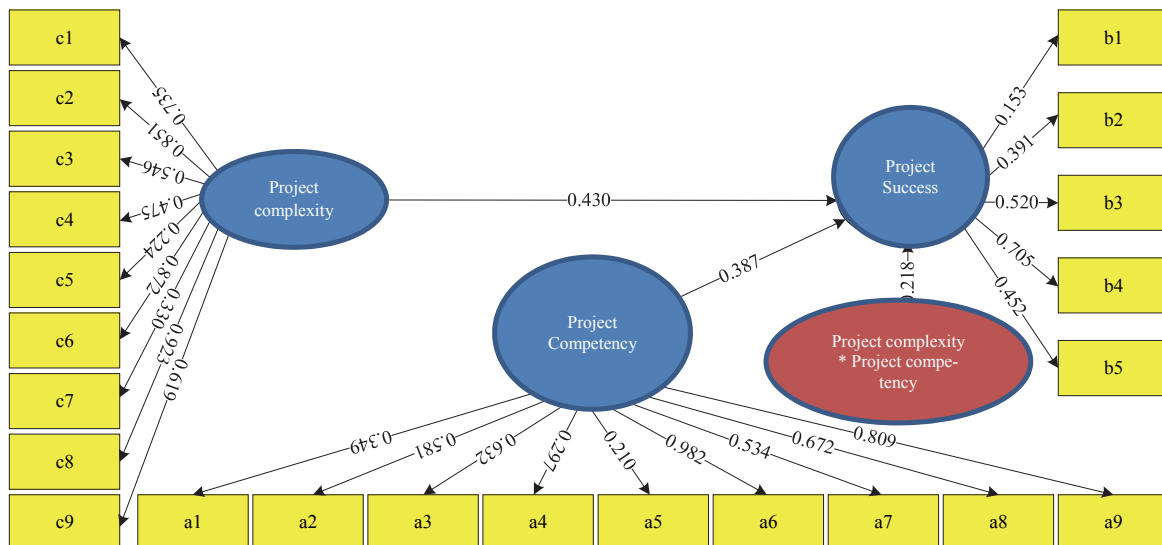 c1
c2
c3
c4
c5
c6
c7
c8
c9
0.735
0.851
0.546
0.475
0.224
0.872
0.330
0.923
0.619
Project
complexity
0.430
Project
Success
0.153
0.391
0.520
0.705
0.452
b1
b2
b3
b4
b5
0.387
0.218
Project
Competency
Project complexity
* Project compe-
tency
0.349
0.581
0.632
0.297
0.210
0.982
0.534
0.672
0.809
a1
a2
a3
a4
a5
a6
a7
a8
a9